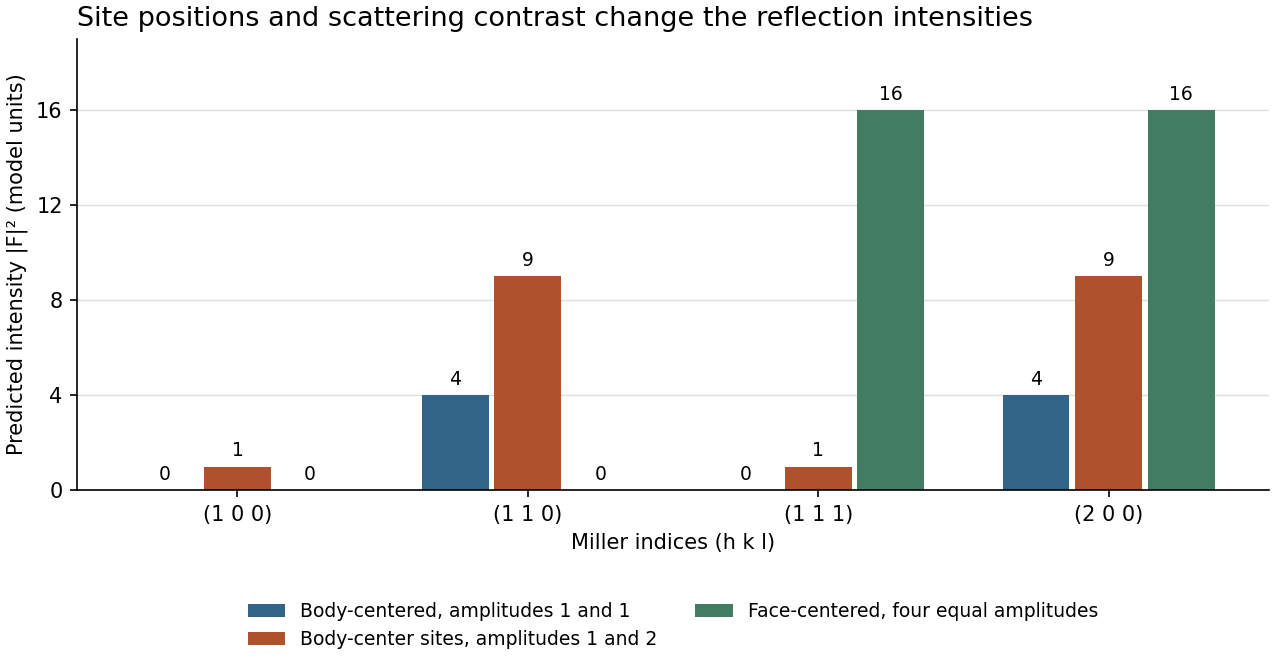 Site positions and scattering contrast change the reflection intensities
Predicted intensity |F|² (model units)
16
12
8
4
0
0
1
0
4
9
0
0
1
16
4
9
16
(1 0 0)
(1 1 0)
(1 1 1)
(2 0 0)
Miller indices (h k l)
Body-centered, amplitudes 1 and 1
Body-center sites, amplitudes 1 and 2
Face-centered, four equal amplitudes